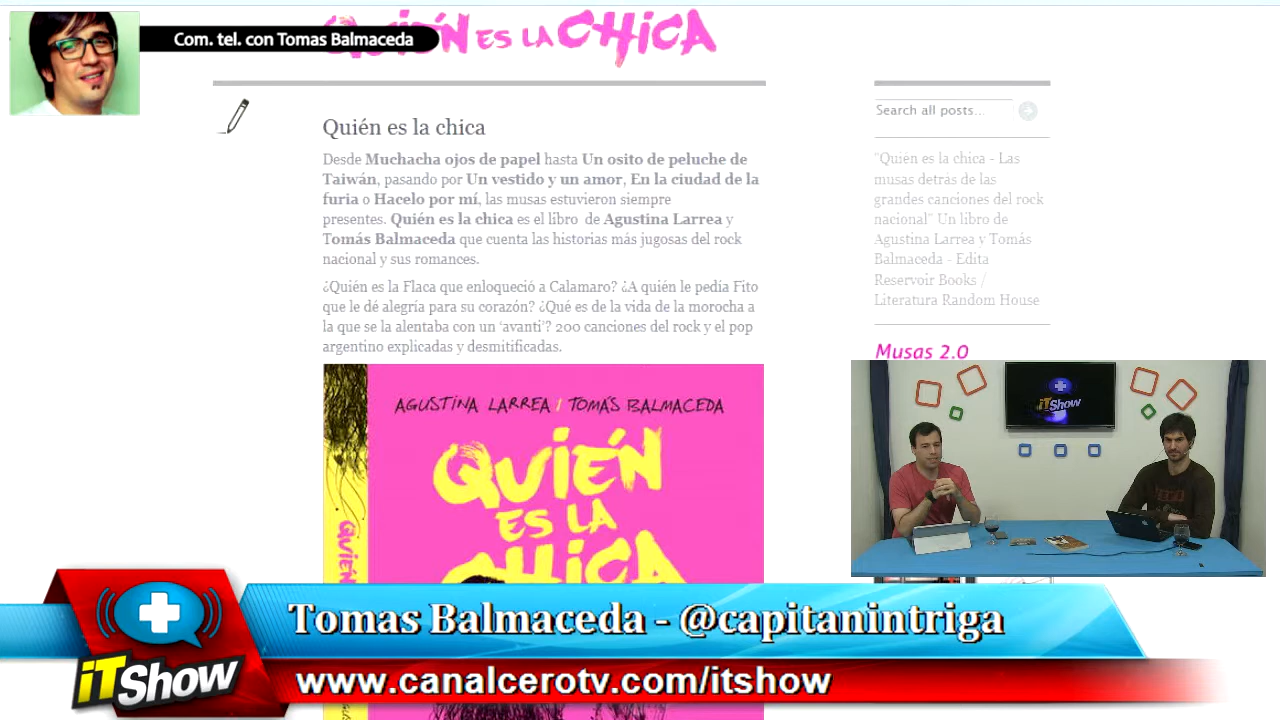 Com. tel. con Tomas Balmaceda
QUIÉN ES LA CHICA
Quién es la chica
Desde Muchacha ojos de papel hasta Un osito de peluche de
Taiwán, pasando por Un vestido y un amor, En la ciudad de la
furia o Hacelo por mí, las musas estuvieron siempre
presentes. Quién es la chica es el libro de Agustina Larrea y
Tomás Balmaceda que cuenta las historias más jugosas del rock
nacional y sus romances.
¿Quién es la Flaca que enloqueció a Calamaro? ¿A quién le pedía Fito
que le dé alegría para su corazón? ¿Qué es de la vida de la morocha a
la que se la alentaba con un 'avanti'? 200 canciones del rock y el pop
argentino explicadas y desmitificadas.
AGUSTINA LARREA / TOMÁS BALMACEDA
QUIÉN
ES LA
CHICA
QUIÉN
Search all posts...
"Quién es la chica - Las
musas detrás de las
grandes canciones del rock
nacional" Un libro de
Agustina Larrea y Tomás
Balmaceda - Edita
Reservoir Books /
Literatura Random House
Musas 2.0
iTShow
Tomas Balmaceda - @capitanintriga
iTShow
www.canalcerotv.com/itshow